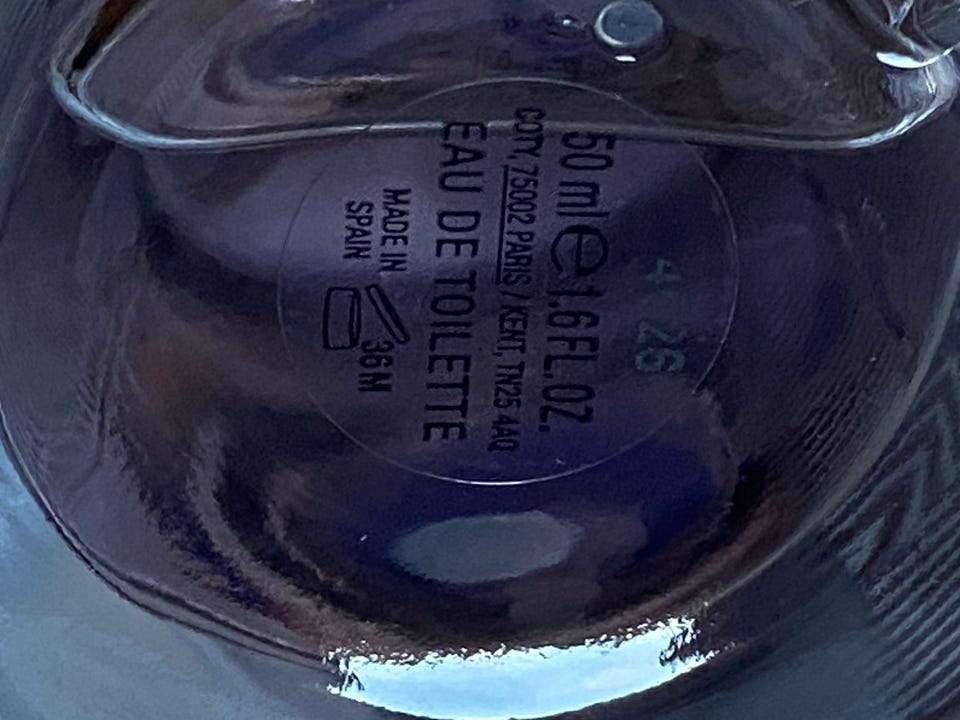 4 26
50 ml ℮ 1.6 FL. OZ.
COTY, 75002 PARIS / KENT, TN25 4AQ
EAU DE TOILETTE
MADE IN
SPAIN
36 M